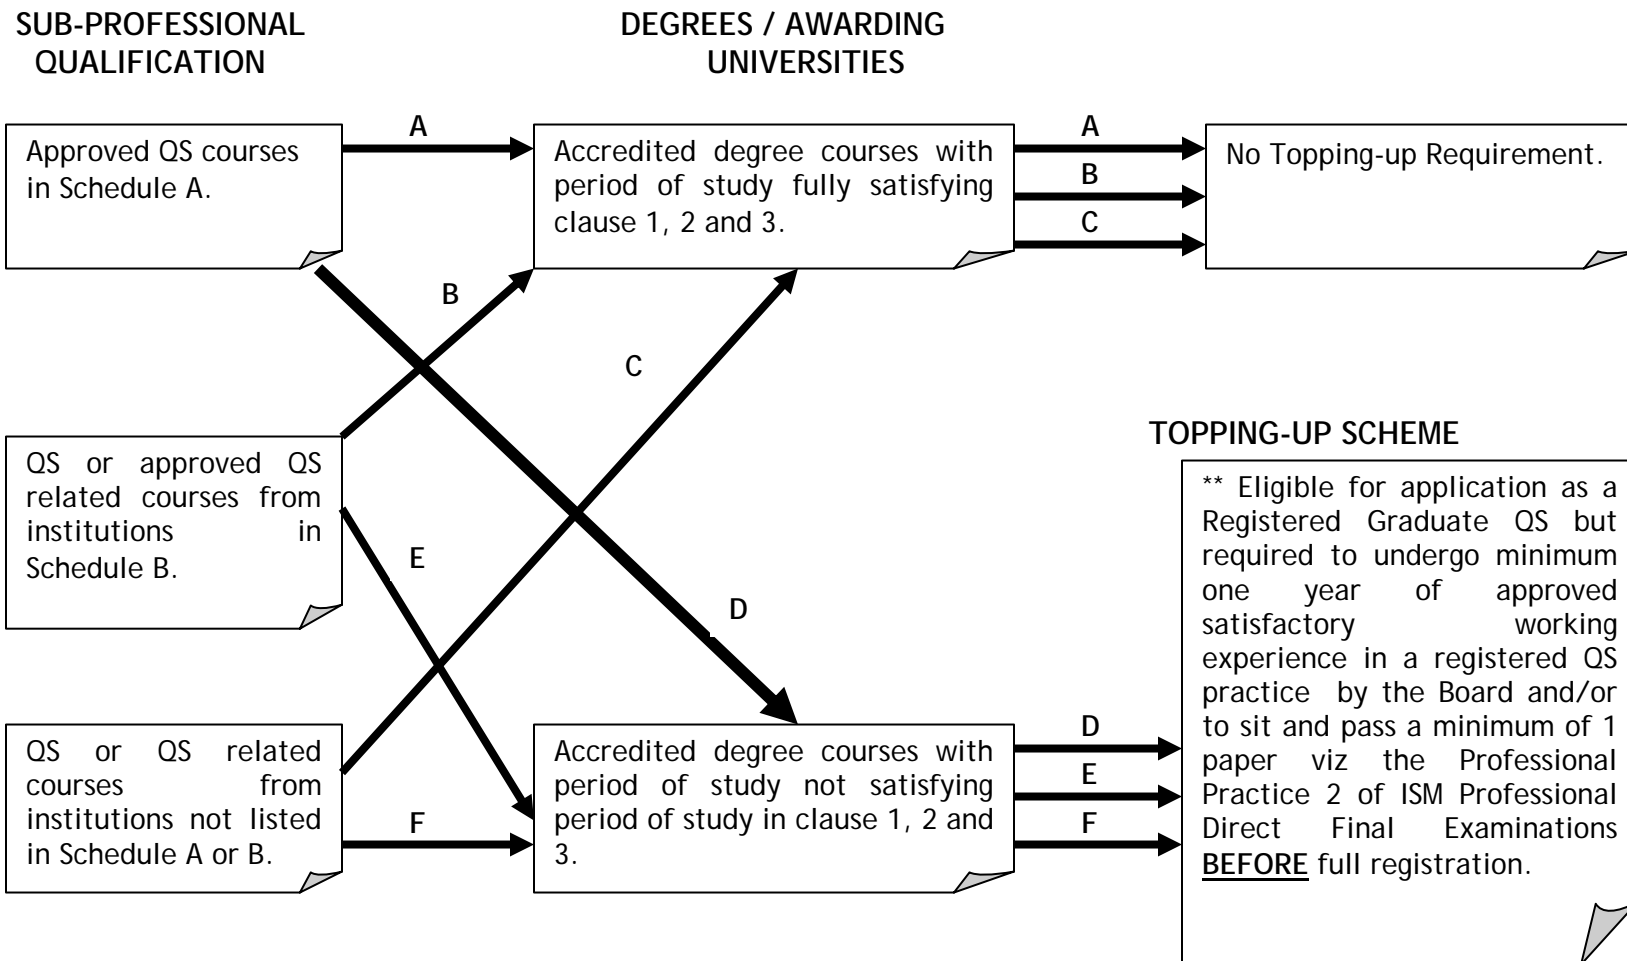 SUB-PROFESSIONAL
QUALIFICATION
DEGREES / AWARDING
UNIVERSITIES
Approved QS courses
in Schedule A.
A
Accredited degree courses with
period of study fully satisfying
clause 1, 2 and 3.
A
B
C
No Topping-up Requirement.
B
C
QS or approved QS
related courses from
institutions in
Schedule B.
E
D
TOPPING-UP SCHEME
** Eligible for application as a
Registered Graduate QS but
required to undergo minimum
one year of approved
satisfactory working
experience in a registered QS
practice by the Board and/or
to sit and pass a minimum of 1
paper viz the Professional
Practice 2 of ISM Professional
Direct Final Examinations
BEFORE full registration.
QS or QS related
courses from
institutions not listed
in Schedule A or B.
F
Accredited degree courses with
period of study not satisfying
period of study in clause 1, 2 and
3.
D
E
F